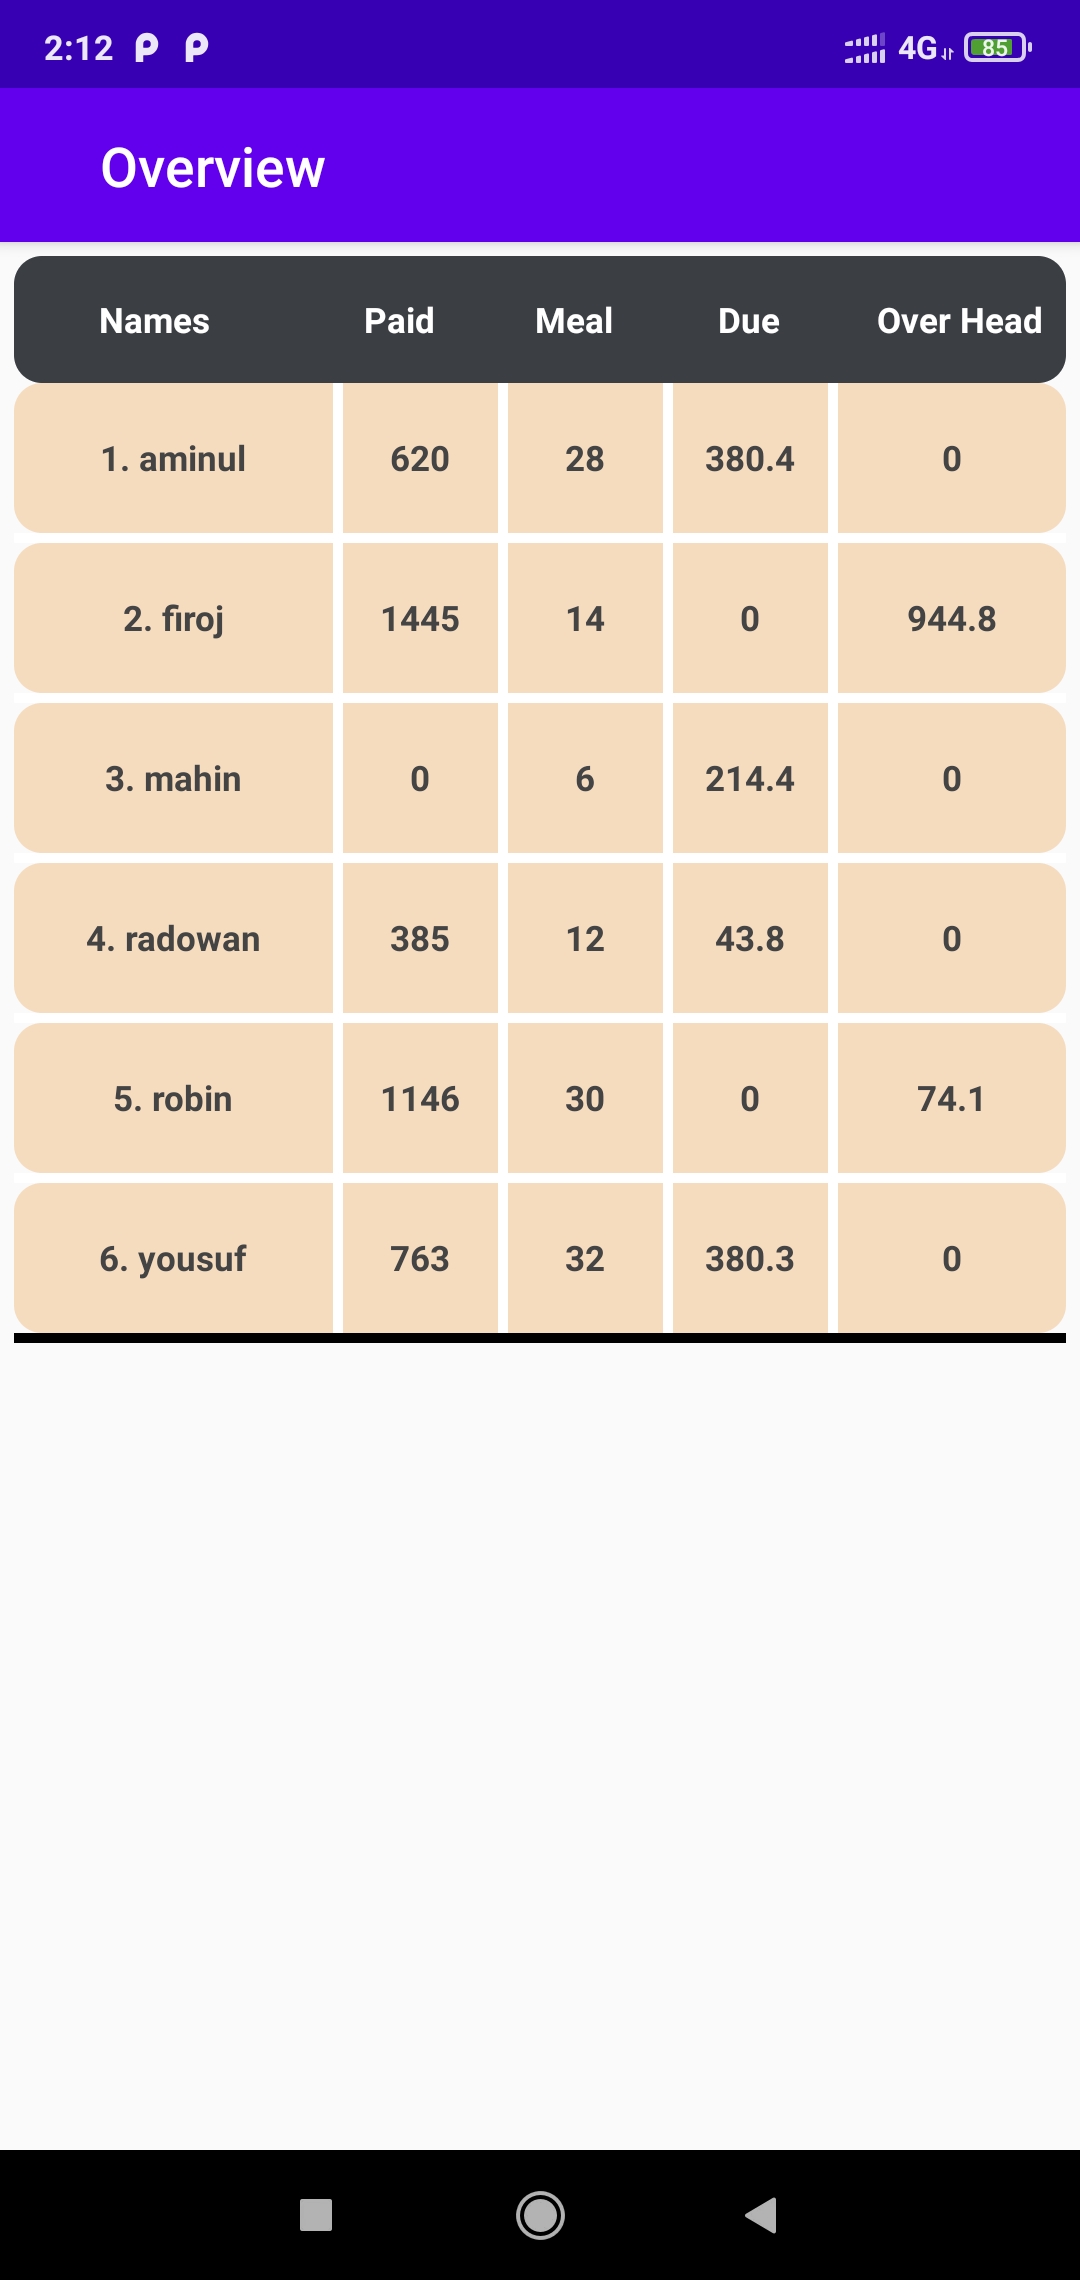 2:12 4G 85
Overview
Names Paid Meal Due Over Head
1. aminul 620 28 380.4 0
2. firoj 1445 14 0 944.8
3. mahin 0 6 214.4 0
4. radowan 385 12 43.8 0
5. robin 1146 30 0 74.1
6. yousuf 763 32 380.3 0